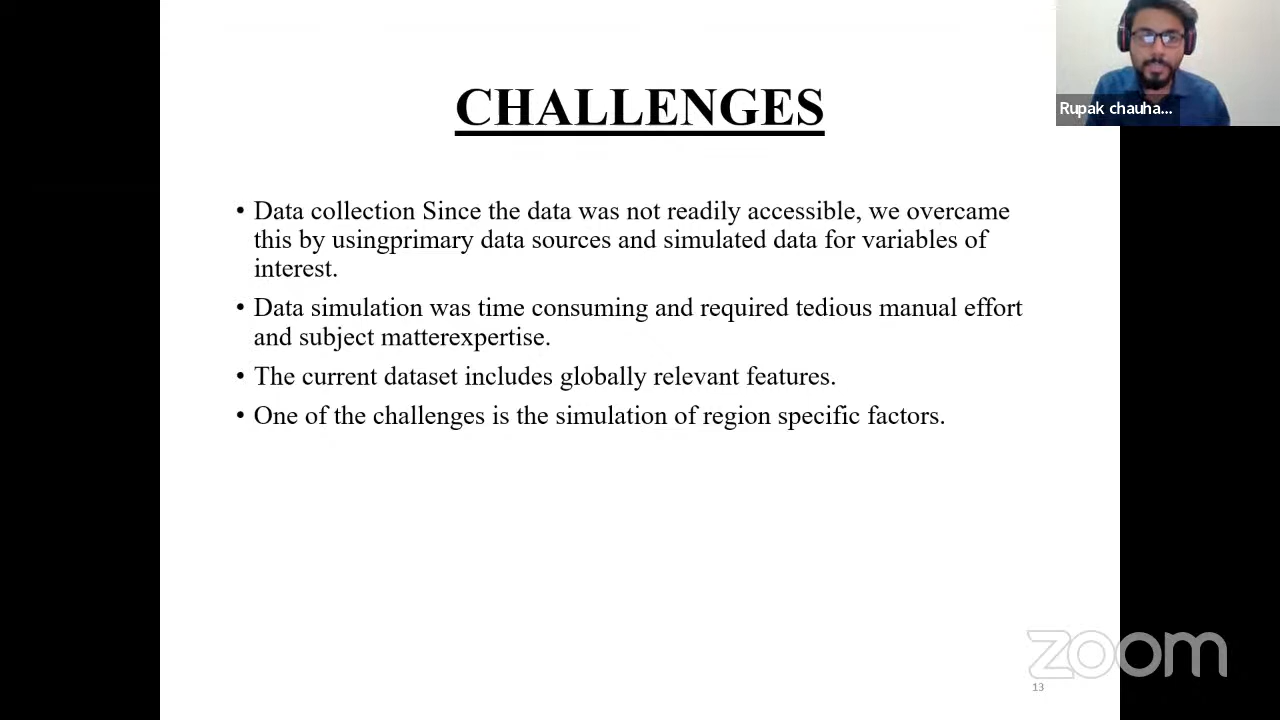 CHALLENGES
Rupak chauha...
• Data collection Since the data was not readily accessible, we overcame
this by usingprimary data sources and simulated data for variables of
interest.
• Data simulation was time consuming and required tedious manual effort
and subject matterexpertise.
• The current dataset includes globally relevant features.
• One of the challenges is the simulation of region specific factors.
zoom
13